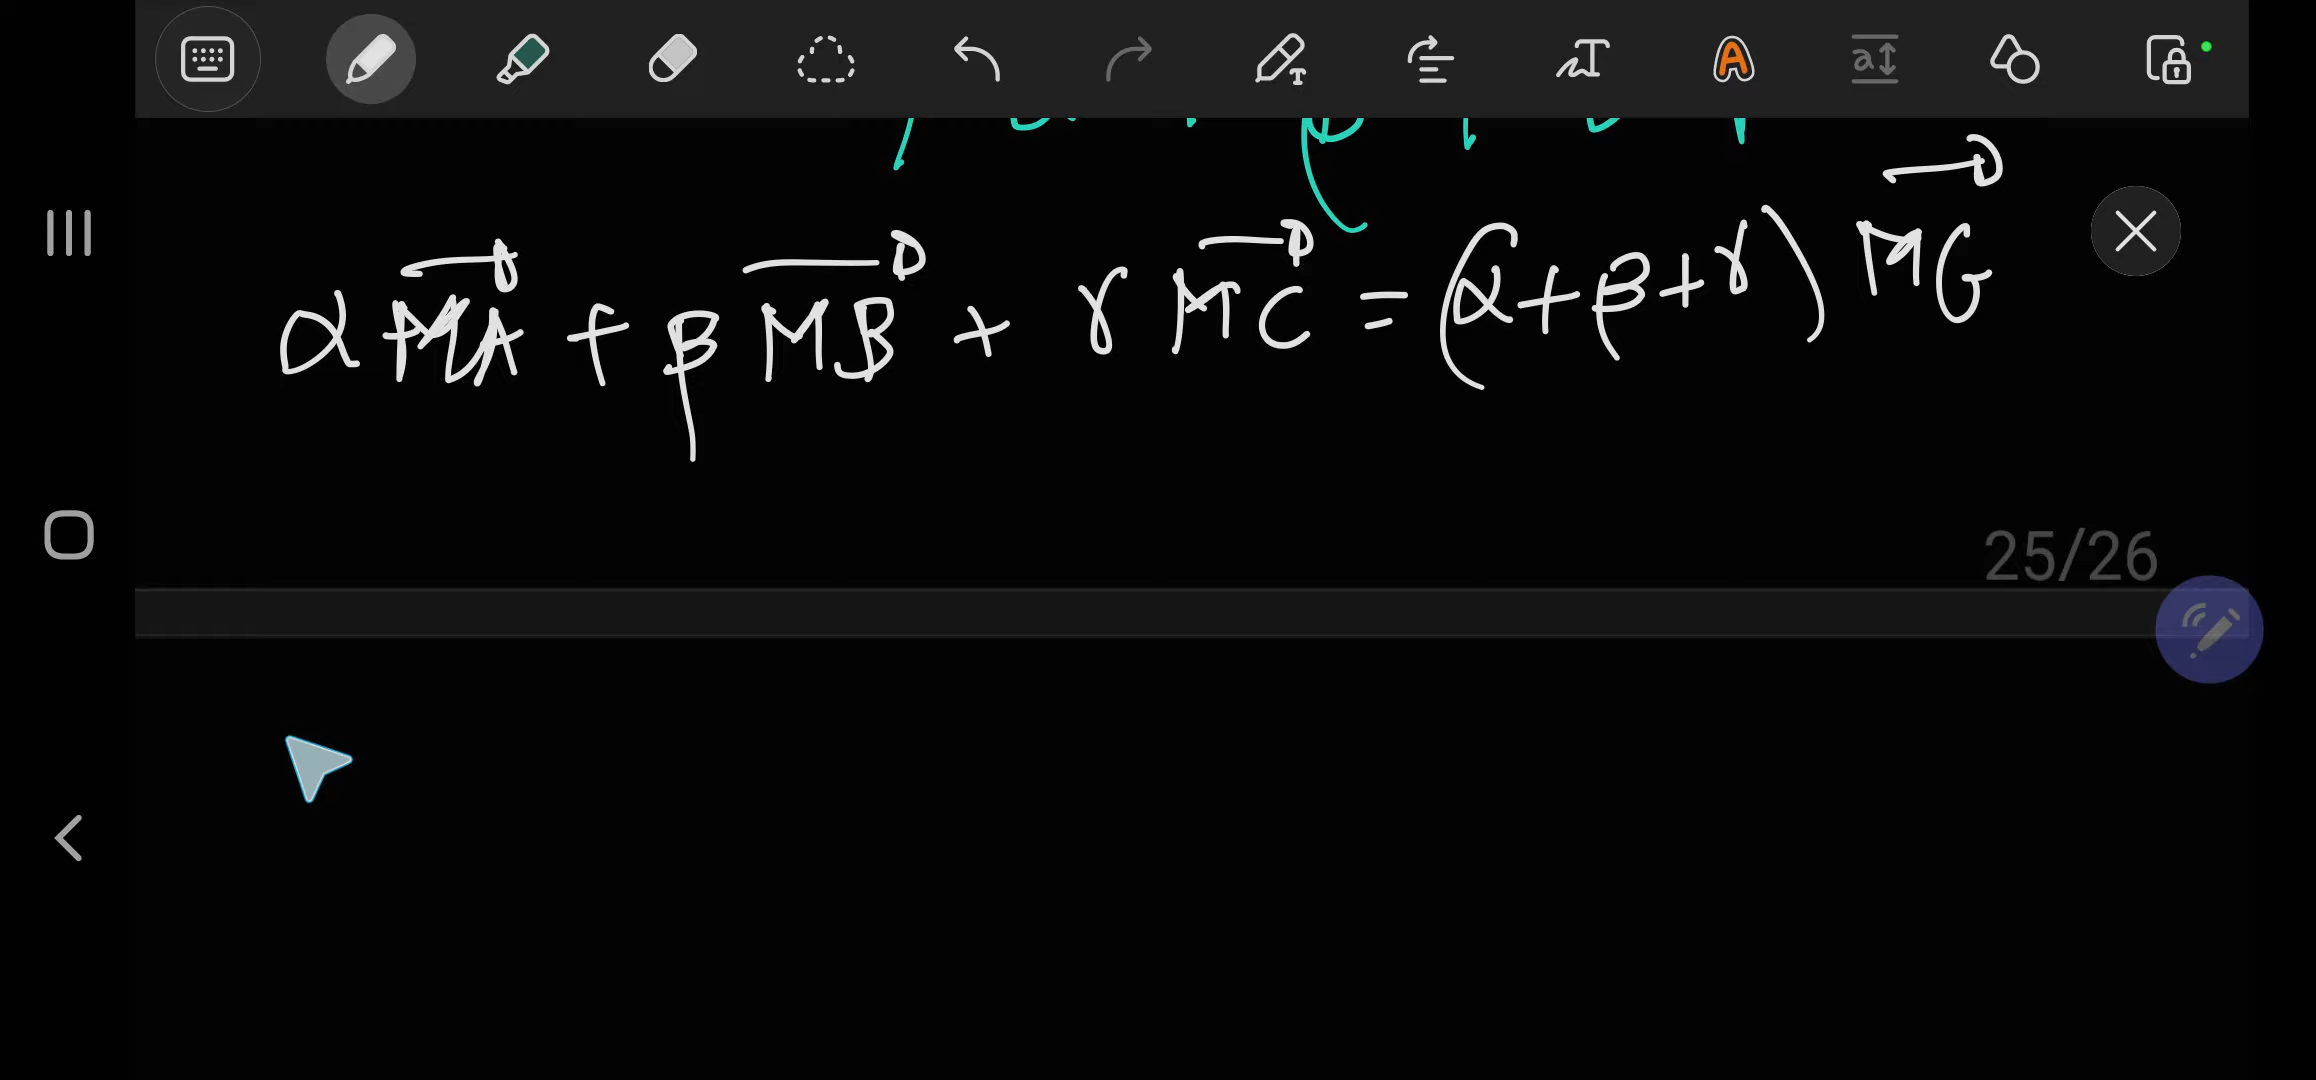 α MA + β MB + γ MC = (α+β+γ) MG
25/26